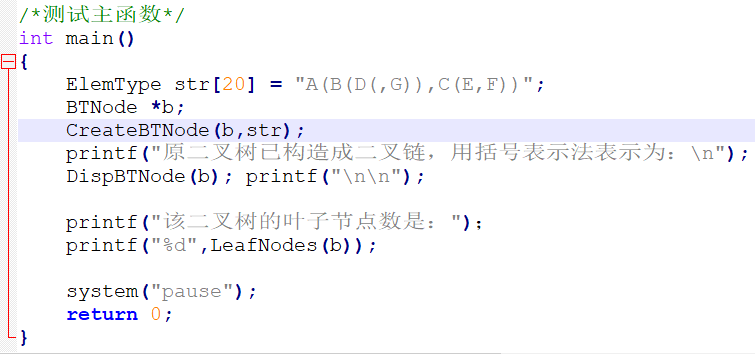 /*测试主函数*/
int main()
{
    ElemType str[20] = "A(B(D(,G)),C(E,F))";
    BTNode *b;
    CreateBTNode(b,str);
    printf("原二叉树已构造成二叉链，用括号表示法表示为：\n");
    DispBTNode(b); printf("\n\n");
    printf("该二叉树的叶子节点数是：");
    printf("%d",LeafNodes(b));
    system("pause");
    return 0;
}